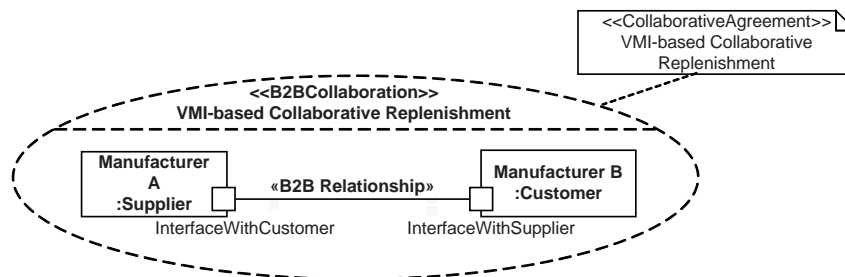 <<CollaborativeAgreement>>
VMI-based Collaborative
Replenishment
<<B2BCollaboration>>
VMI-based Collaborative Replenishment
Manufacturer
A
:Supplier
«B2B Relationship»
Manufacturer B
:Customer
InterfaceWithCustomer
InterfaceWithSupplier